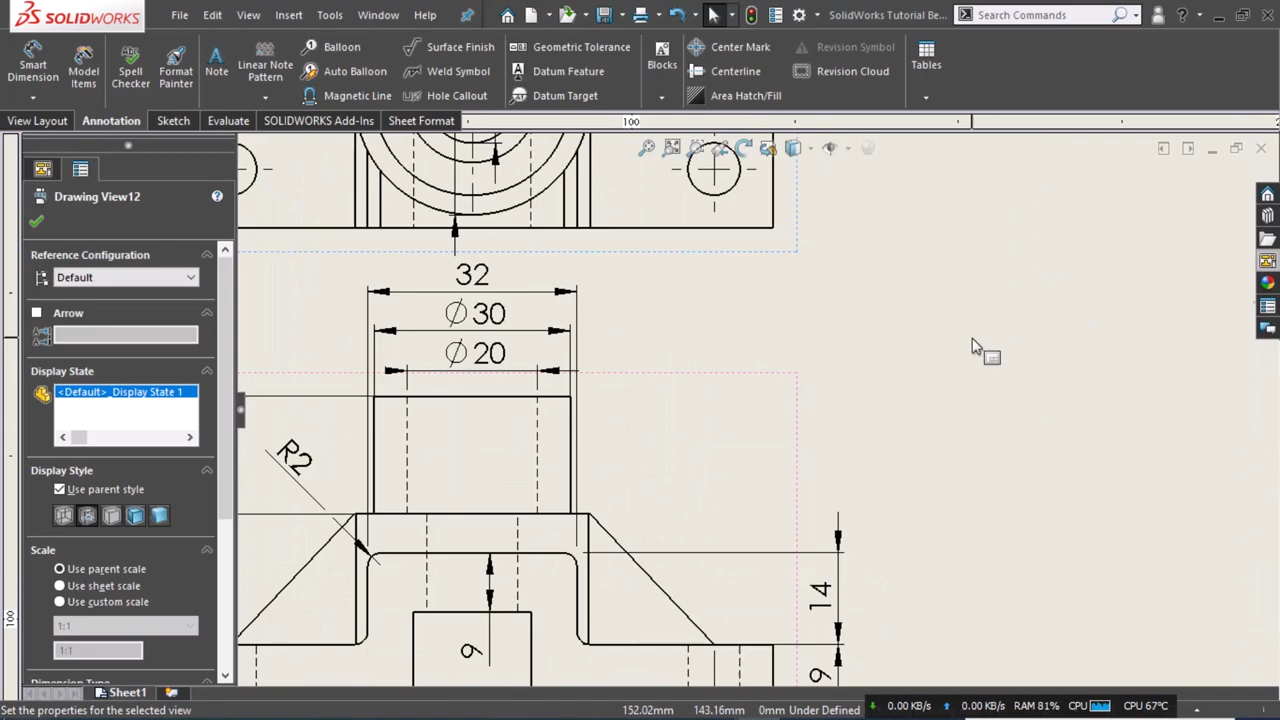 SOLIDWORKS File Edit View Insert Tools Window Help SolidWorks Tutorial Be... Search Commands ?
Smart Dimension
Model Items
Spell Checker
Format Painter
Note
Linear Note Pattern
Balloon
Auto Balloon
Magnetic Line
Surface Finish
Weld Symbol
Hole Callout
Geometric Tolerance
Datum Feature
Datum Target
Blocks
Center Mark
Centerline
Area Hatch/Fill
Revision Symbol
Revision Cloud
Tables
View Layout Annotation Sketch Evaluate SOLIDWORKS Add-Ins Sheet Format
100
Drawing View12
Reference Configuration
Default
Arrow
Display State
<Default>_Display State 1
Display Style
Use parent style
Scale
Use parent scale
Use sheet scale
Use custom scale
1:1
1:1
32
∅30
∅20
R2
14
9
9
100
Sheet1
Set the properties for the selected view 152.02mm 143.16mm 0mm Under Defined 0.00 KB/s 0.00 KB/s RAM 81% CPU CPU 67°C